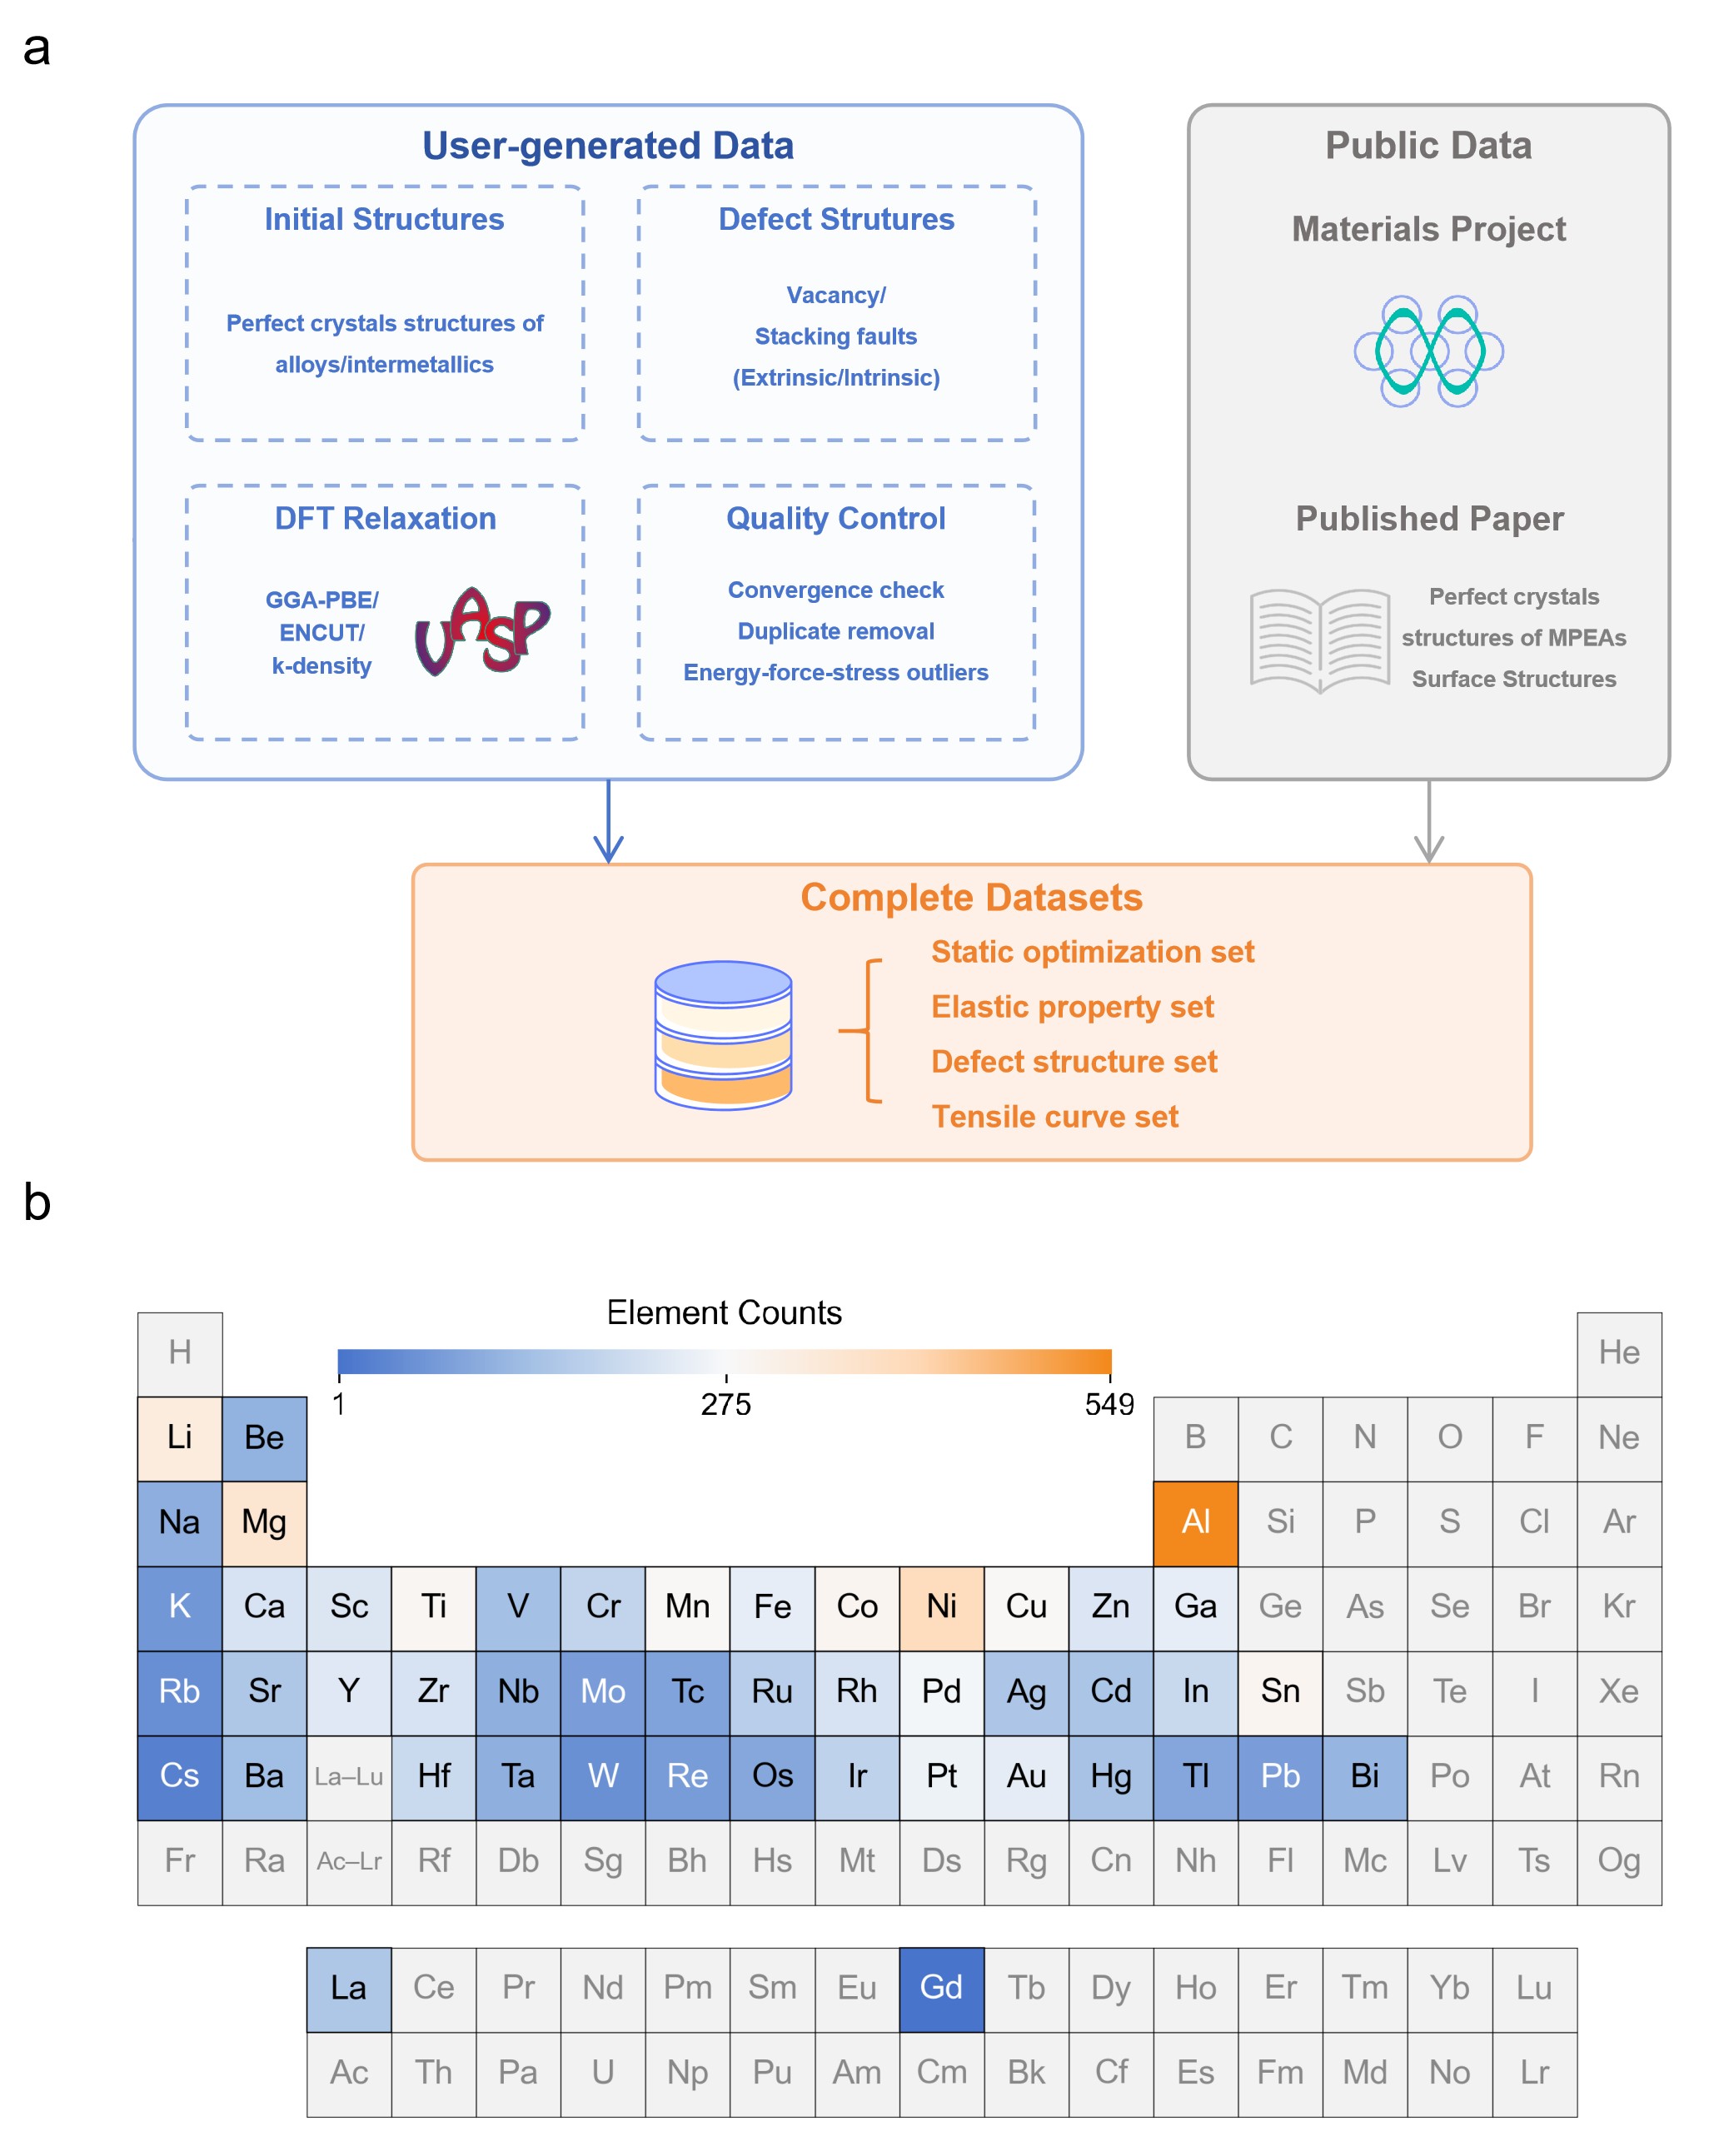 a
User-generated Data
Initial Structures
Perfect crystals structures of
alloys/intermetallics
Defect Strutures
Vacancy/
Stacking faults
(Extrinsic/Intrinsic)
DFT Relaxation
GGA-PBE/
ENCUT/
k-density
VASP
Quality Control
Convergence check
Duplicate removal
Energy-force-stress outliers
Public Data
Materials Project
Published Paper
Perfect crystals
structures of MPEAs
Surface Structures
Complete Datasets
Static optimization set
Elastic property set
Defect structure set
Tensile curve set
b
Element Counts
1 275 549
H He
Li Be B C N O F Ne
Na Mg Al Si P S Cl Ar
K Ca Sc Ti V Cr Mn Fe Co Ni Cu Zn Ga Ge As Se Br Kr
Rb Sr Y Zr Nb Mo Tc Ru Rh Pd Ag Cd In Sn Sb Te I Xe
Cs Ba La–Lu Hf Ta W Re Os Ir Pt Au Hg Tl Pb Bi Po At Rn
Fr Ra Ac–Lr Rf Db Sg Bh Hs Mt Ds Rg Cn Nh Fl Mc Lv Ts Og
La Ce Pr Nd Pm Sm Eu Gd Tb Dy Ho Er Tm Yb Lu
Ac Th Pa U Np Pu Am Cm Bk Cf Es Fm Md No Lr